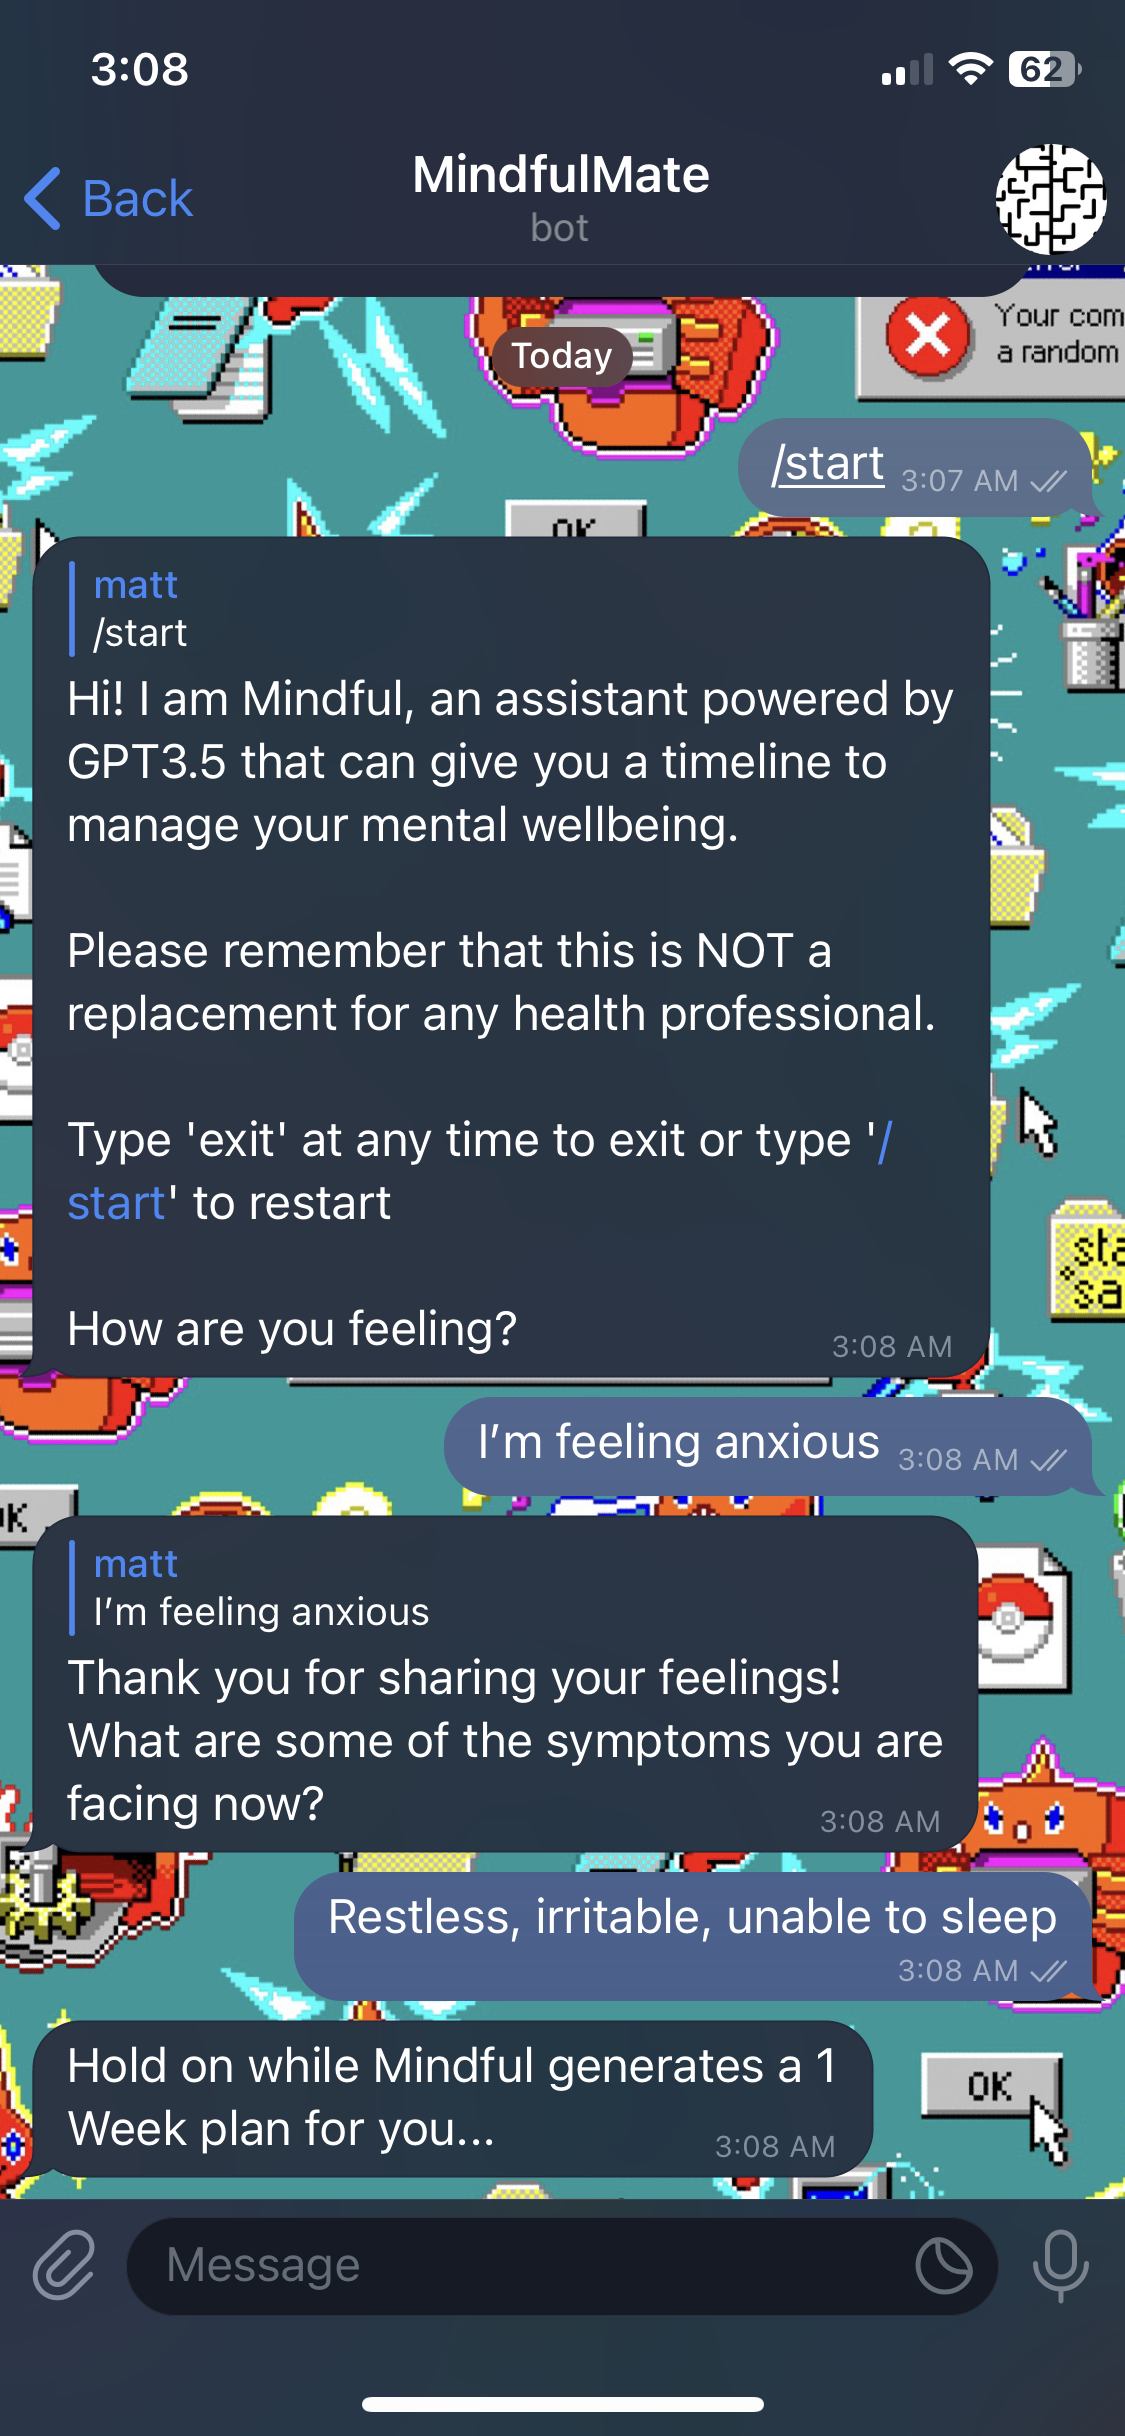 3:08
62
Back
MindfulMate
bot
Your com
a random
Today
/start 3:07 AM
OK
matt
/start
Hi! I am Mindful, an assistant powered by
GPT3.5 that can give you a timeline to
manage your mental wellbeing.
Please remember that this is NOT a
replacement for any health professional.
Type 'exit' at any time to exit or type '/
start' to restart
How are you feeling?
3:08 AM
I’m feeling anxious 3:08 AM
matt
I’m feeling anxious
Thank you for sharing your feelings!
What are some of the symptoms you are
facing now?
3:08 AM
Restless, irritable, unable to sleep
3:08 AM
Hold on while Mindful generates a 1
Week plan for you...
3:08 AM
OK
Message